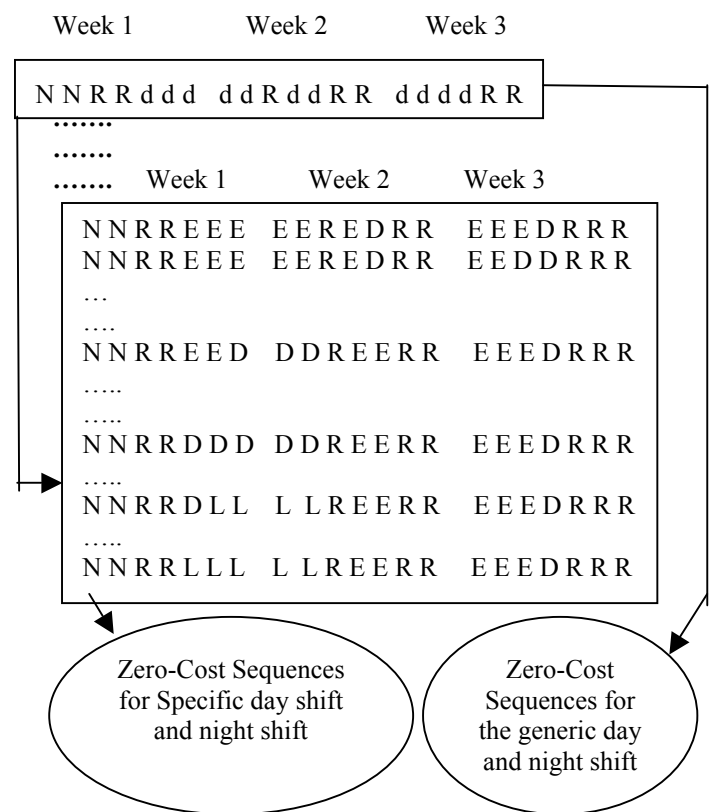 Week 1 Week 2 Week 3
N N R R d d d d d R d d R R d d d d R R
.......
.......
....... Week 1 Week 2 Week 3
N N R R E E E E E R E D R R E E E D R R R
N N R R E E E E E R E D R R E E D D R R R
...
....
N N R R E E D D D R E E R R E E E D R R R
.....
.....
N N R R D D D D D R E E R R E E E D R R R
.....
N N R R D L L L L R E E R R E E E D R R R
.....
N N R R L L L L L R E E R R E E E D R R R
Zero-Cost Sequences
for Specific day shift
and night shift
Zero-Cost
Sequences for
the generic day
and night shift